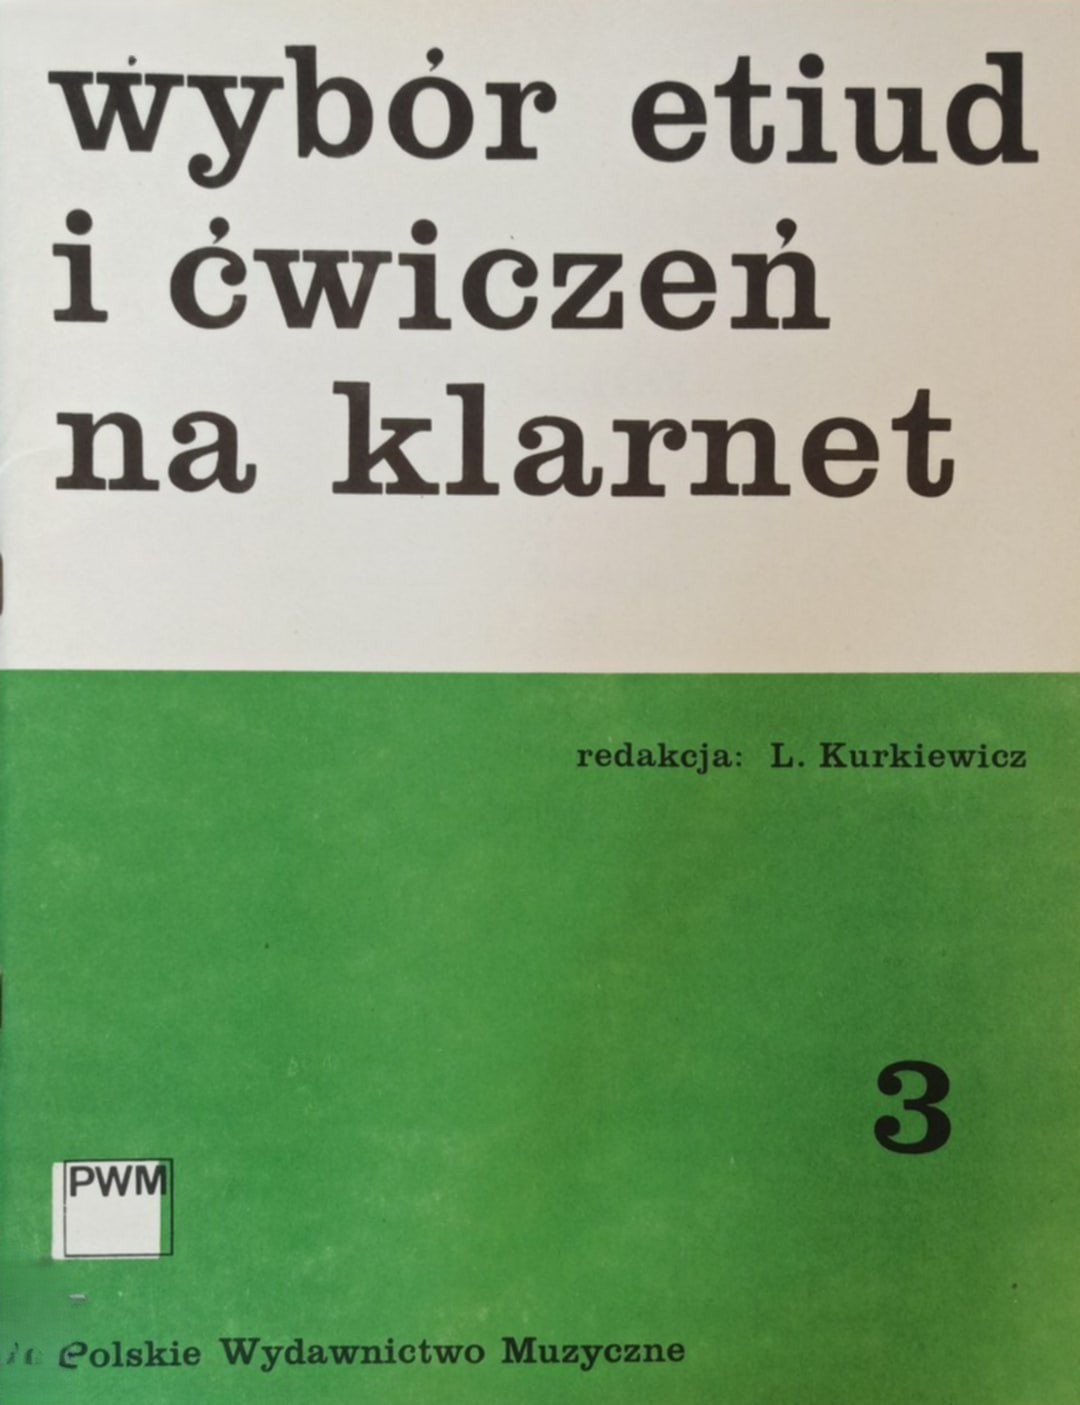 wybór etiud
i ćwiczeń
na klarnet
redakcja: L. Kurkiewicz
3
PWM
Polskie Wydawnictwo Muzyczne